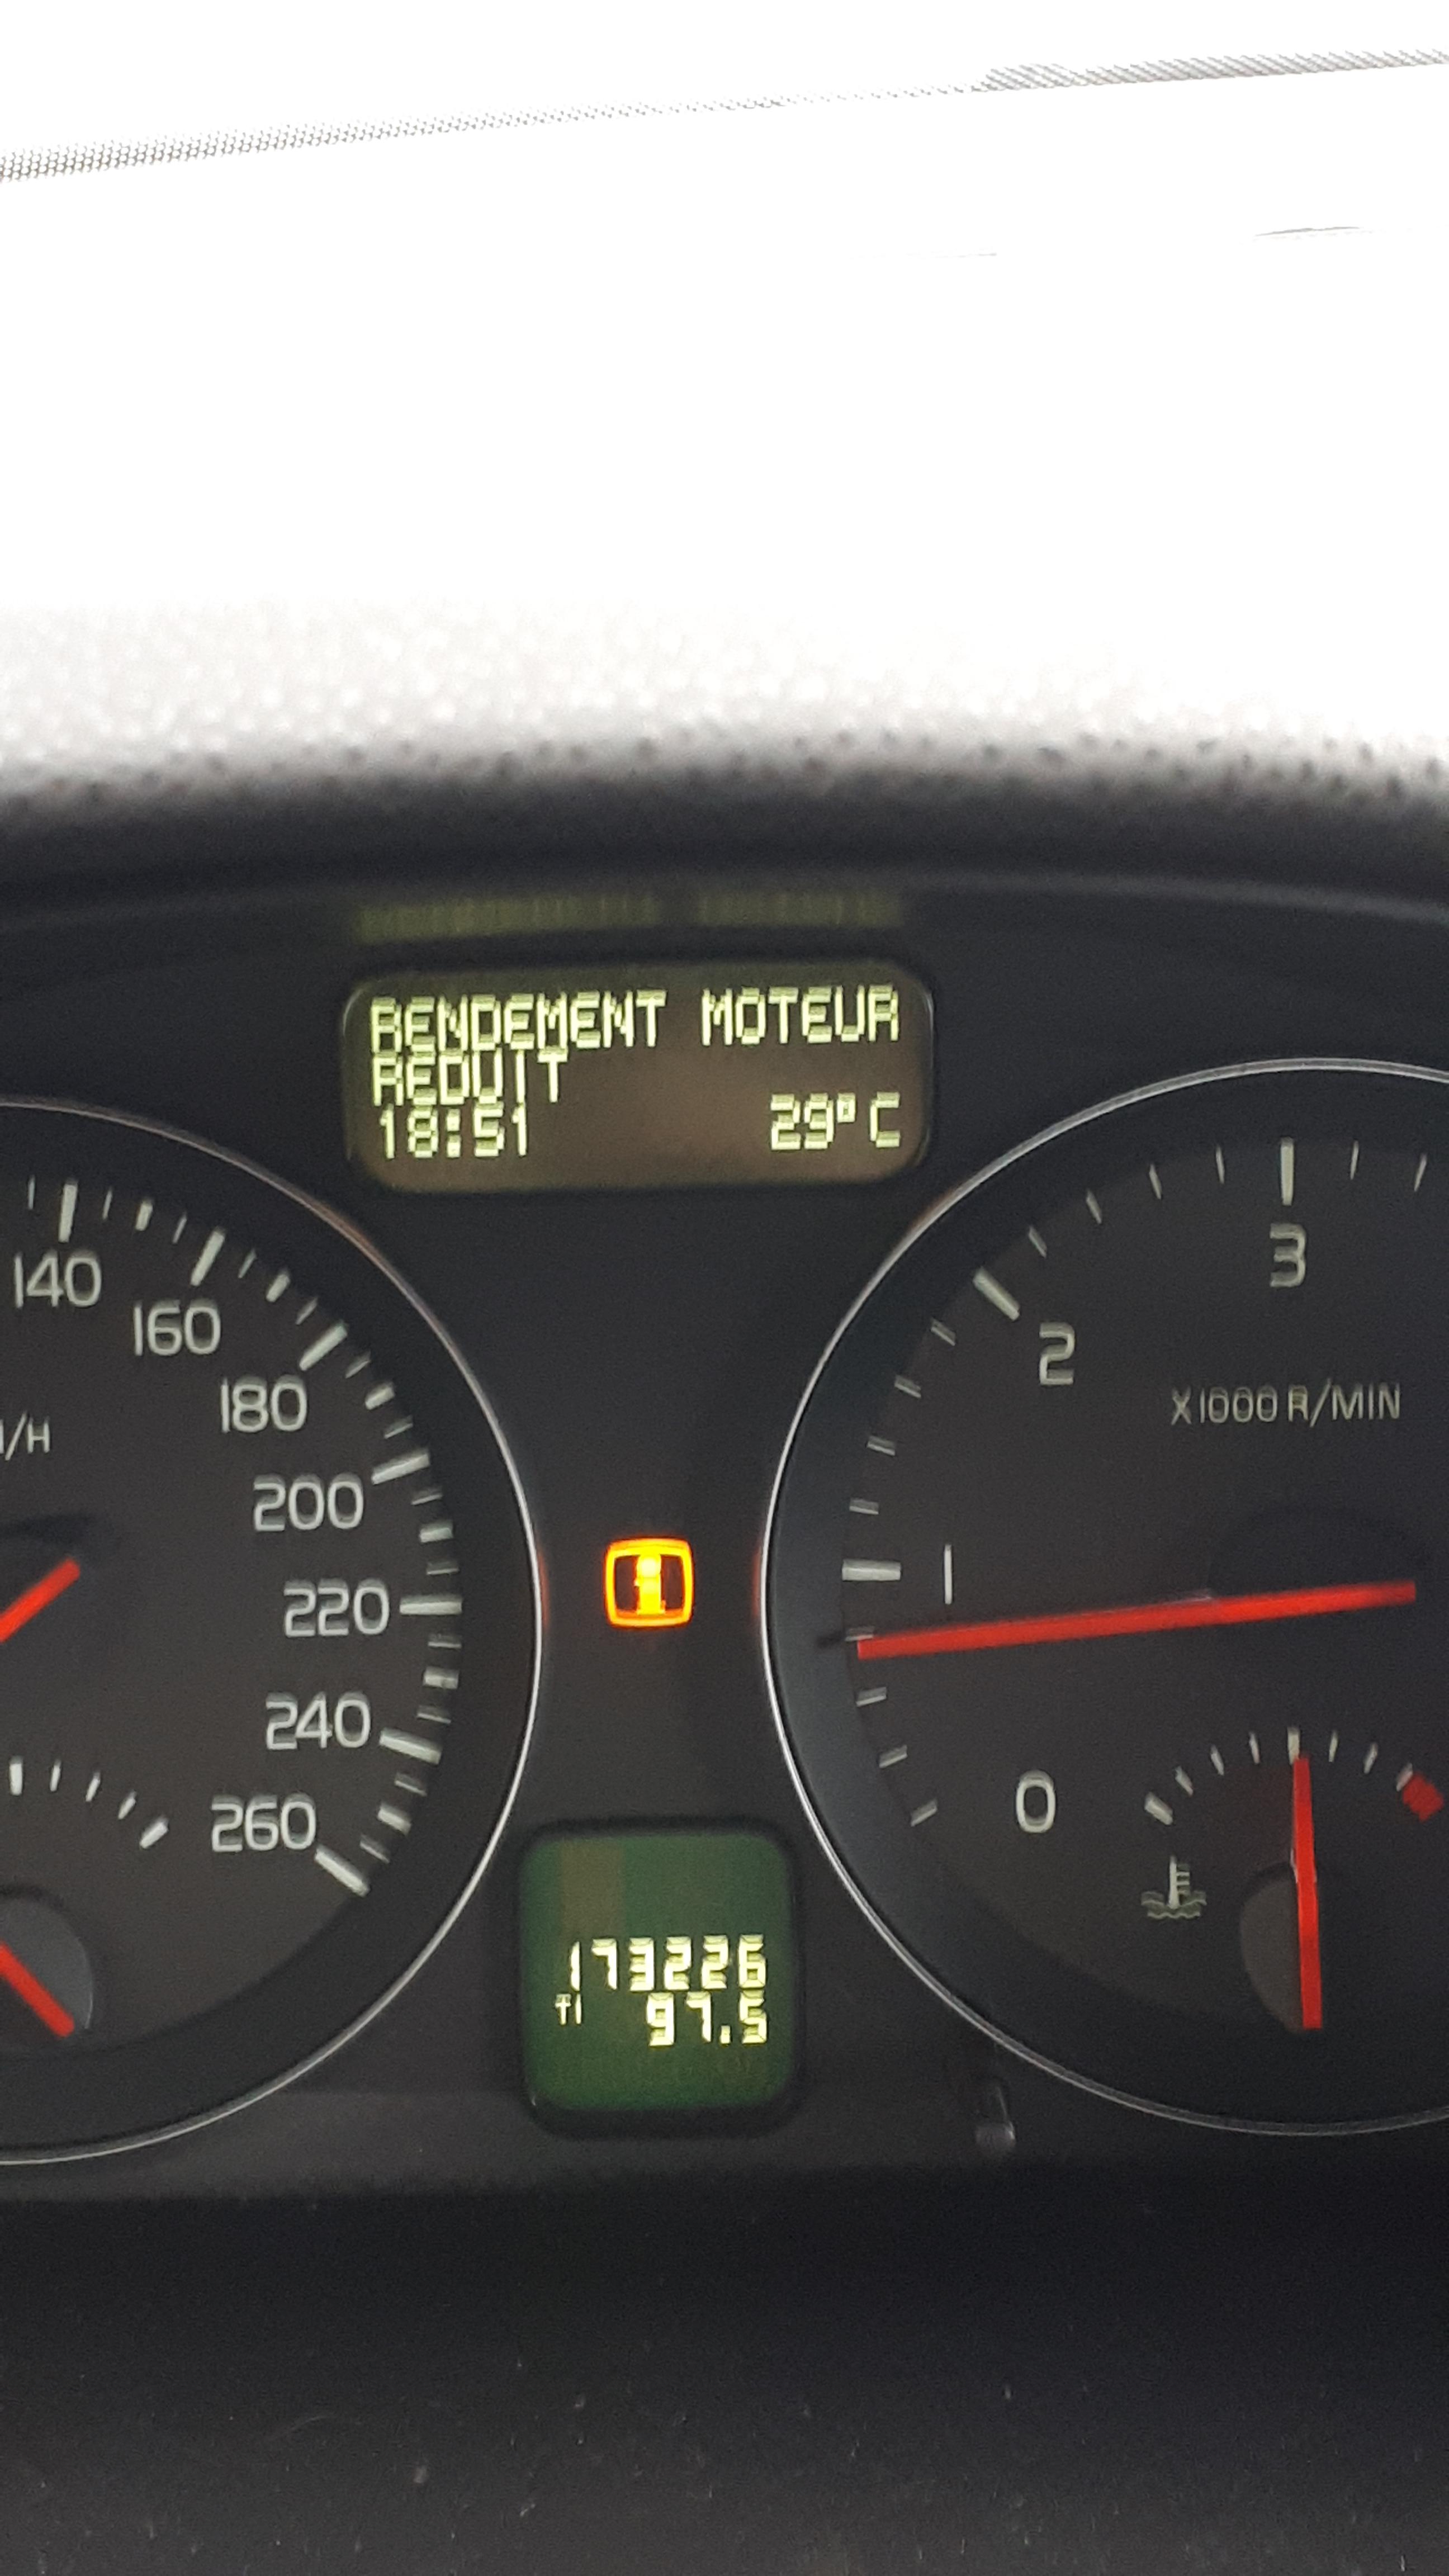 RENDEMENT MOTEUR
REDUIT
18:51 29°C
140
160
180
200
220
240
260
/H
3
2
X1000 R/MIN
1
0
173226
T1 97.5